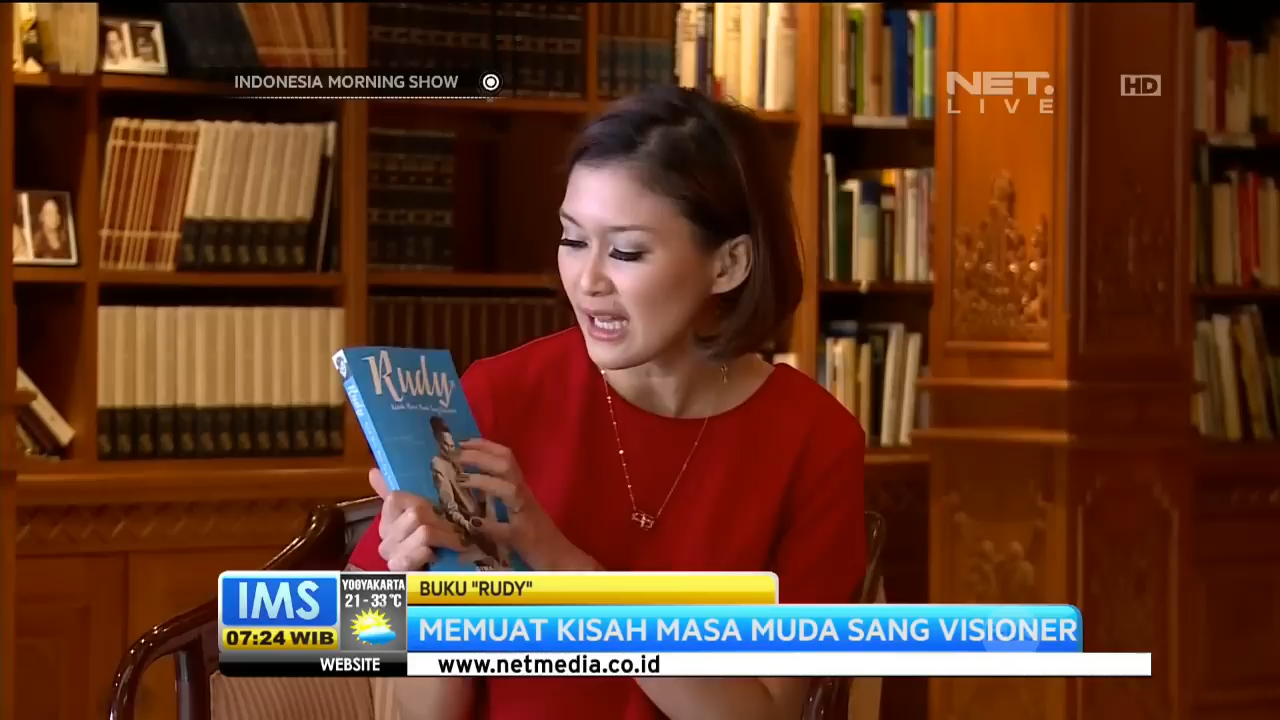 INDONESIA MORNING SHOW
NET.
LIVE
HD
Rudy
Rudy
IMS
YOGYAKARTA
21 - 33°C
07:24 WIB
BUKU "RUDY"
MEMUAT KISAH MASA MUDA SANG VISIONER
WEBSITE
www.netmedia.co.id